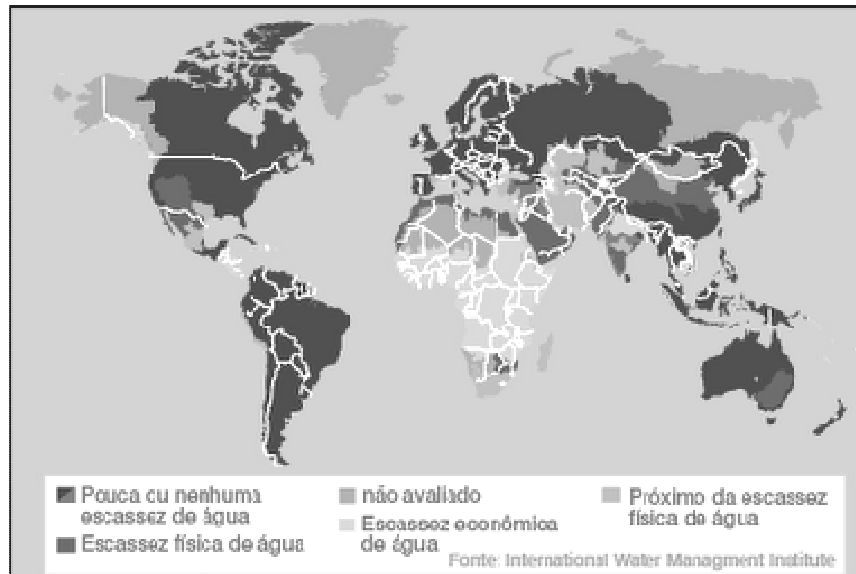 Pouca ou nenhuma
escassez de água
Escassez física de água
não avaliado
Escassez econômica
de água
Próximo da escassez
física de água
Fonte: International Water Managment Institute